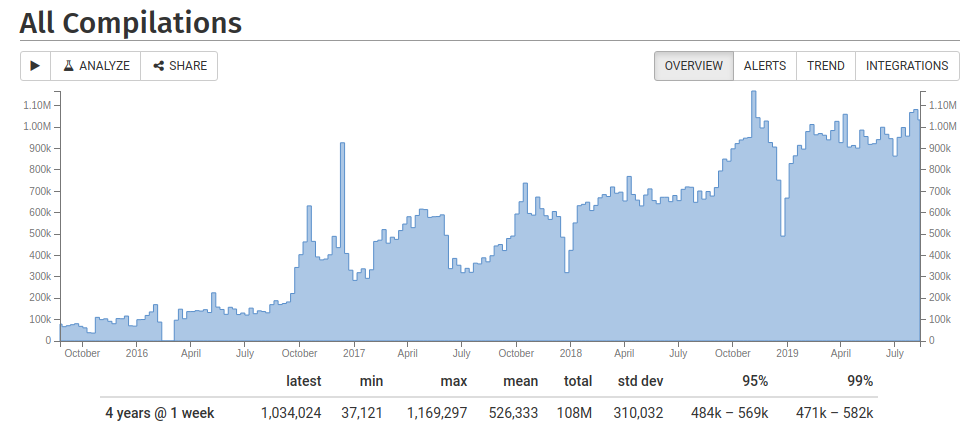 All Compilations
ANALYZE SHARE OVERVIEW ALERTS TREND INTEGRATIONS
1.10M 1.10M
1.00M 1.00M
900k 900k
800k 800k
700k 700k
600k 600k
500k 500k
400k 400k
300k 300k
200k 200k
100k 100k
0 0
October 2016 April July October 2017 April July October 2018 April July October 2019 April July
latest min max mean total std dev 95% 99%
4 years @ 1 week 1,034,024 37,121 1,169,297 526,333 108M 310,032 484k – 569k 471k – 582k